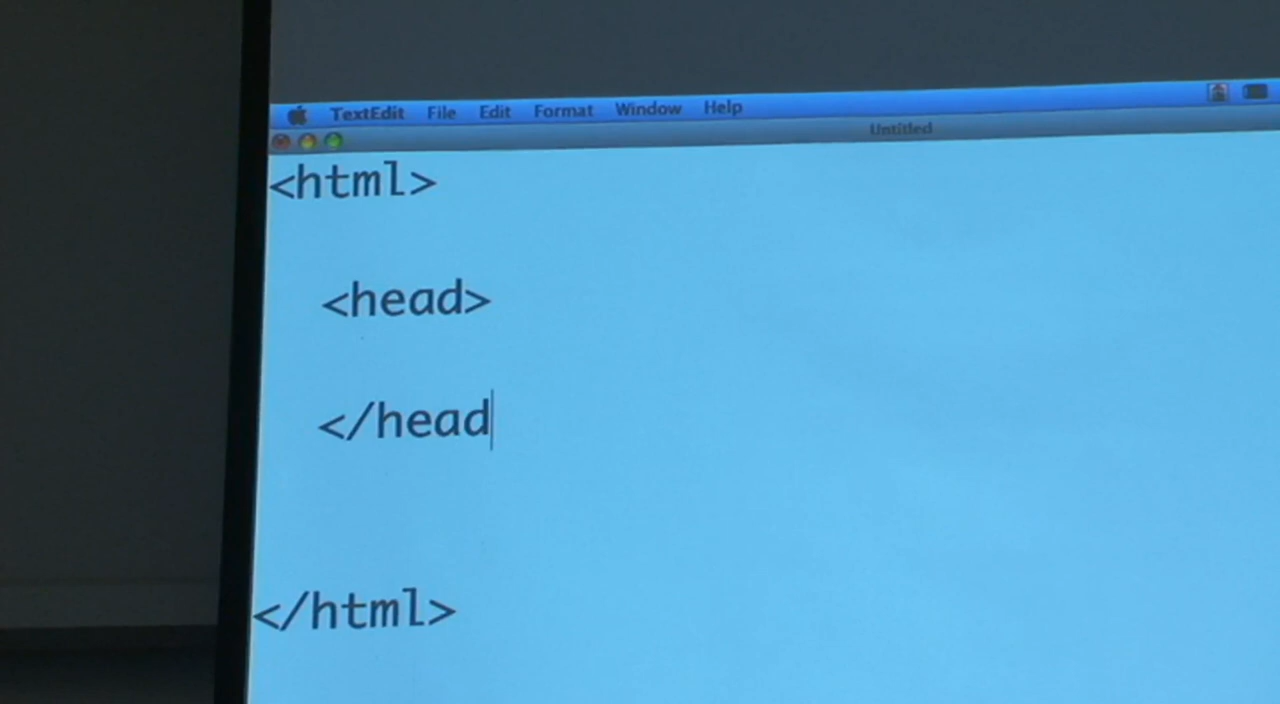 TextEdit File Edit Format Window Help
Untitled
<html>
<head>
</head
</html>